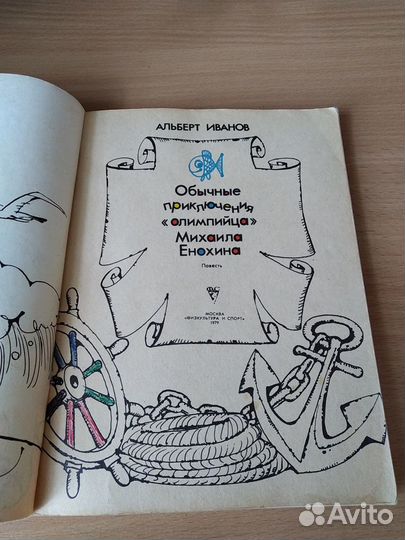 АЛЬБЕРТ ИВАНОВ
Обычные
приключения
«олимпийца»
Михаила
Енохина
Повесть
МОСКВА
«ФИЗКУЛЬТУРА И СПОРТ»
1979
Avito